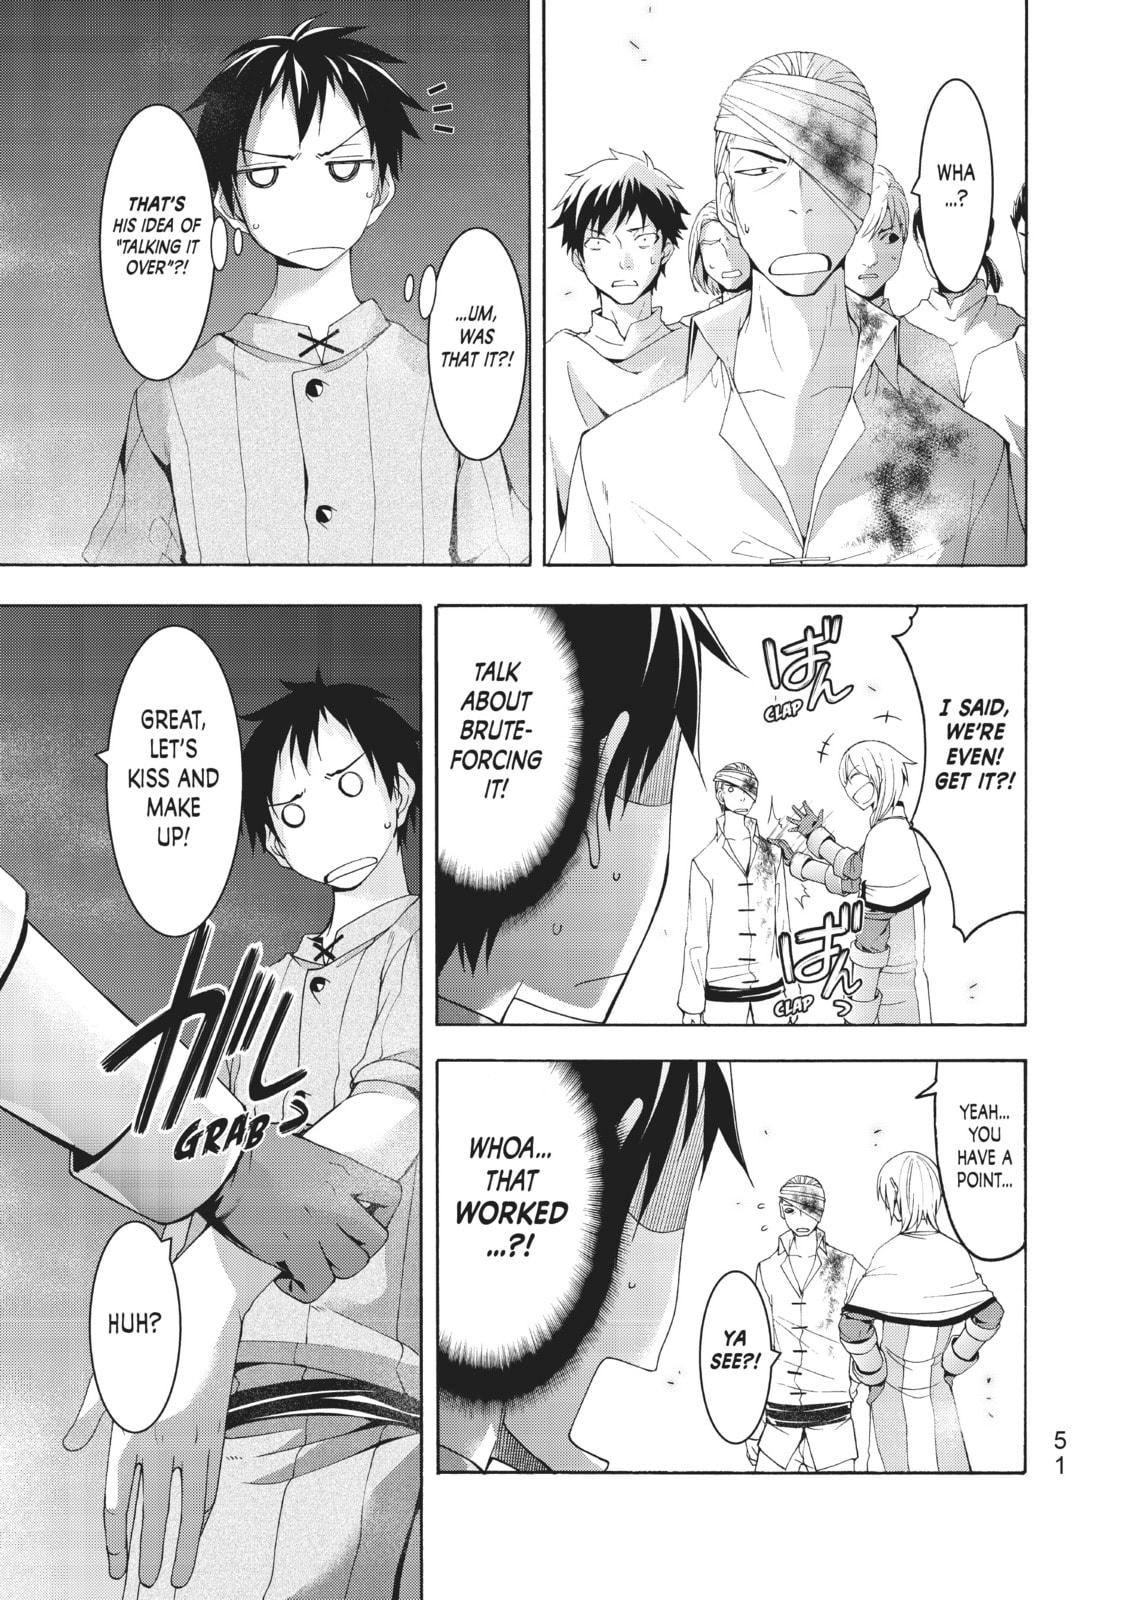 WHA
...?
...UM,
WAS
THAT IT?!
THAT'S
HIS IDEA OF
"TALKING IT
OVER"?!
I SAID,
WE'RE
EVEN!
GET IT?!
ばん
CLAP
ばん
CLAP
TALK
ABOUT
BRUTE-
FORCING
IT!
YEAH...
YOU
HAVE A
POINT...
YA
SEE?!
WHOA...
THAT
WORKED
...?!
GREAT,
LET'S
KISS AND
MAKE
UP!
ガシ
GRAB
HUH?
51